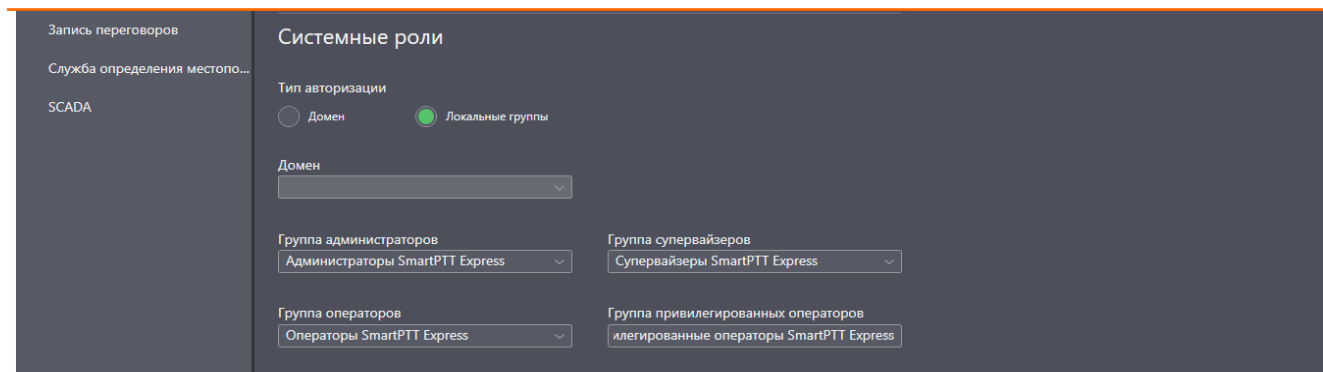 Запись переговоров
Служба определения местопо...
SCADA
Системные роли
Тип авторизации
Домен
Локальные группы
Домен
Группа администраторов
Группа супервайзеров
Администраторы SmartPTT Express
Супервайзеры SmartPTT Express
Группа операторов
Группа привилегированных операторов
Операторы SmartPTT Express
илегированные операторы SmartPTT Express